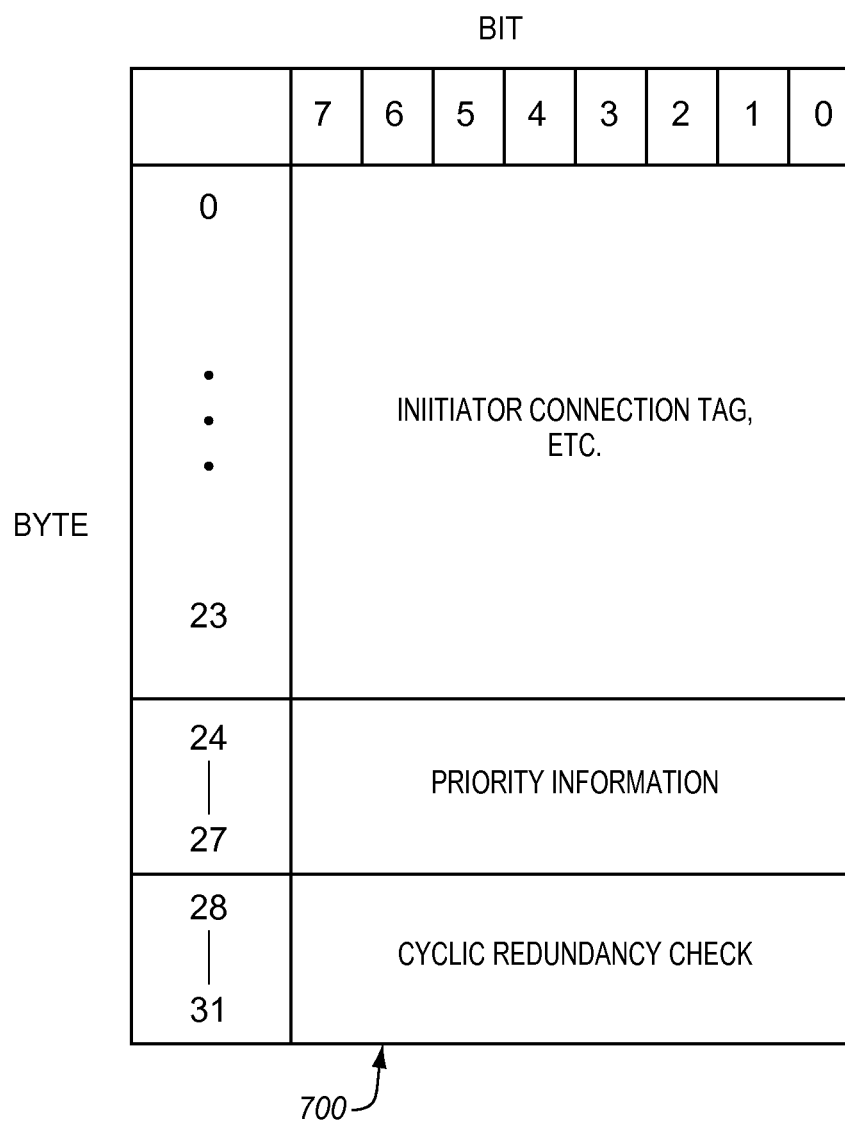 BIT
7 6 5 4 3 2 1 0
0
INIITIATOR CONNECTION TAG,
ETC.
BYTE
23
24
PRIORITY INFORMATION
27
28
CYCLIC REDUNDANCY CHECK
31
700